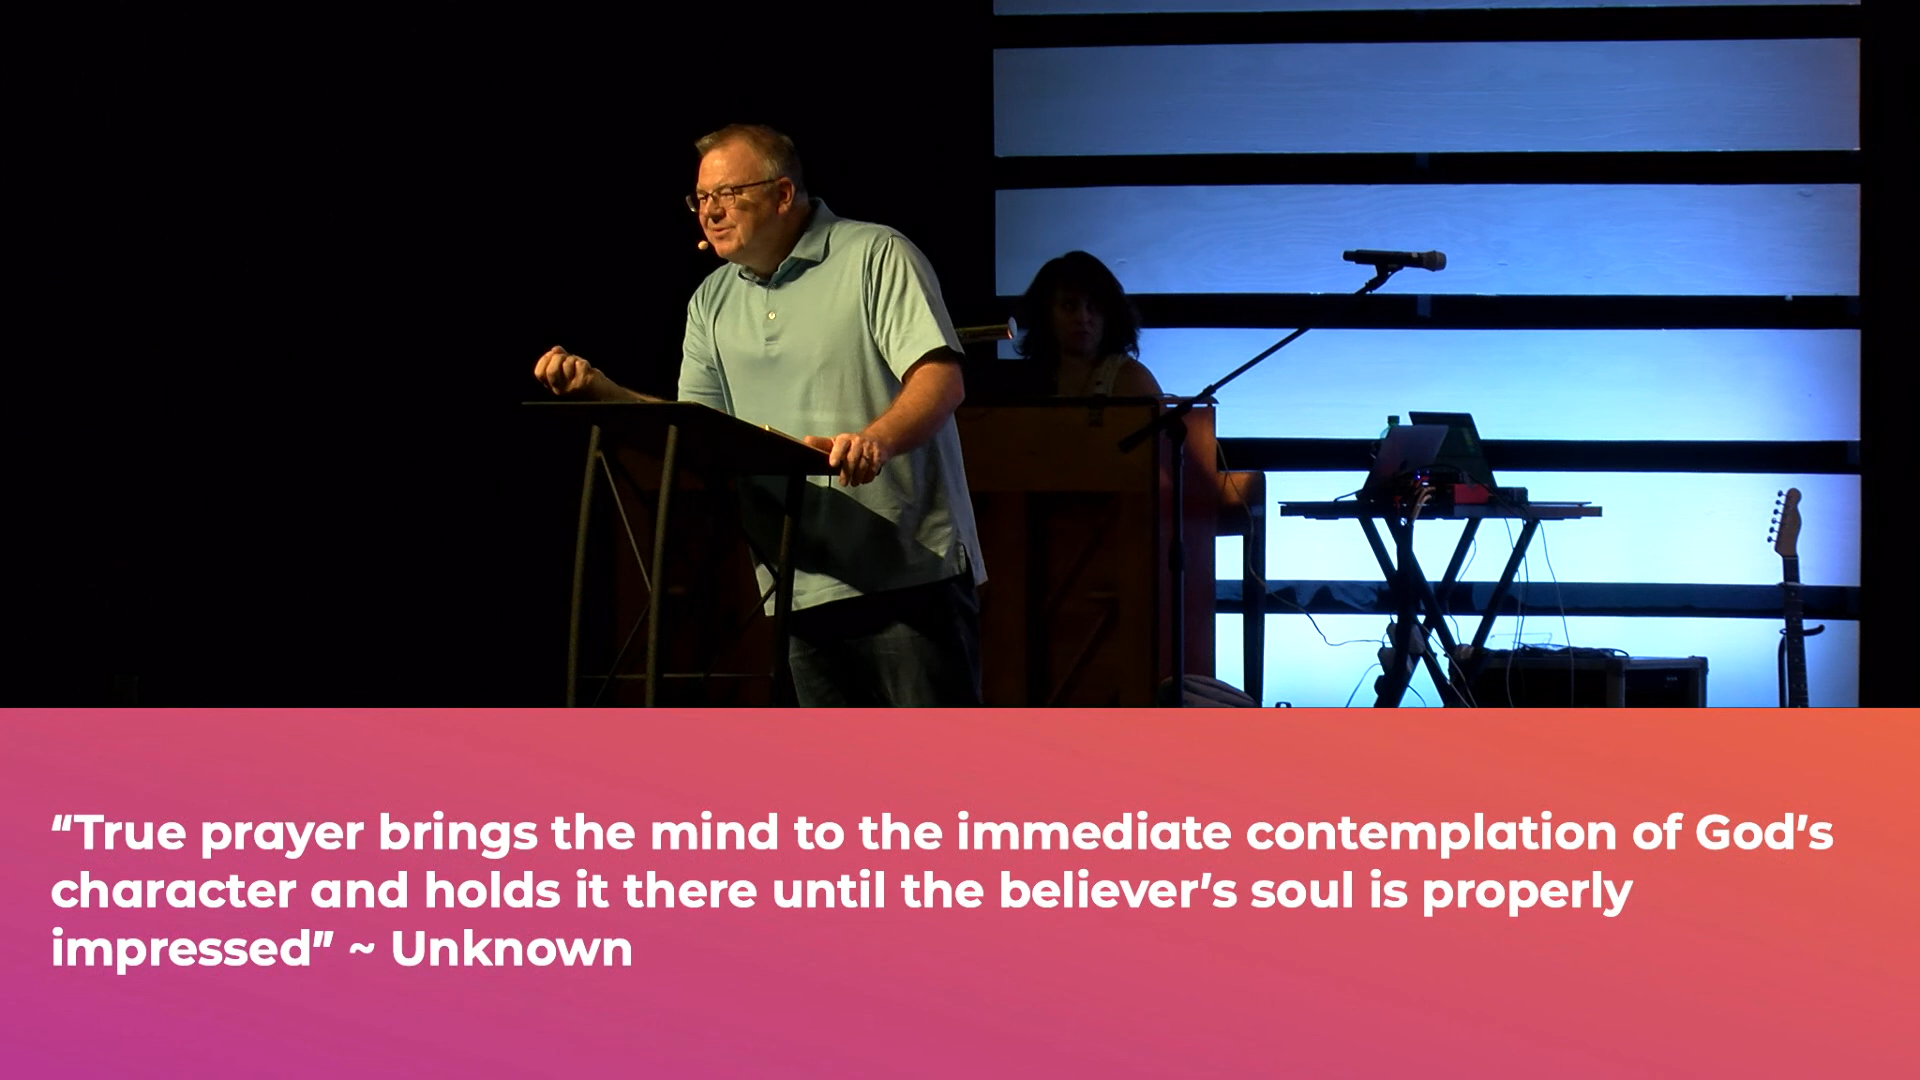 “True prayer brings the mind to the immediate contemplation of God’s
character and holds it there until the believer’s soul is properly
impressed” ~ Unknown